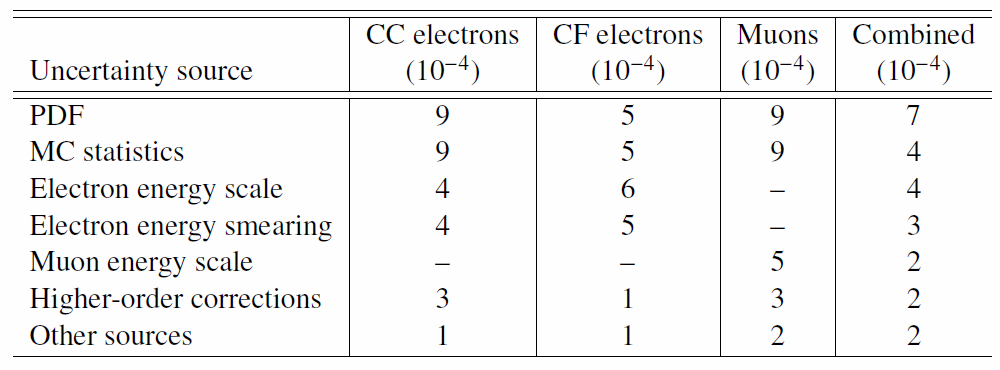 CC electrons CF electrons Muons Combined
Uncertainty source (10⁻⁴) (10⁻⁴) (10⁻⁴) (10⁻⁴)
PDF 9 5 9 7
MC statistics 9 5 9 4
Electron energy scale 4 6 – 4
Electron energy smearing 4 5 – 3
Muon energy scale – – 5 2
Higher-order corrections 3 1 3 2
Other sources 1 1 2 2